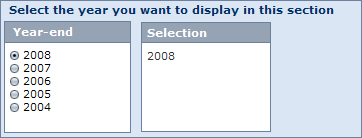 Select the year you want to display in this section
Year-end
2008
2007
2006
2005
2004
Selection
2008